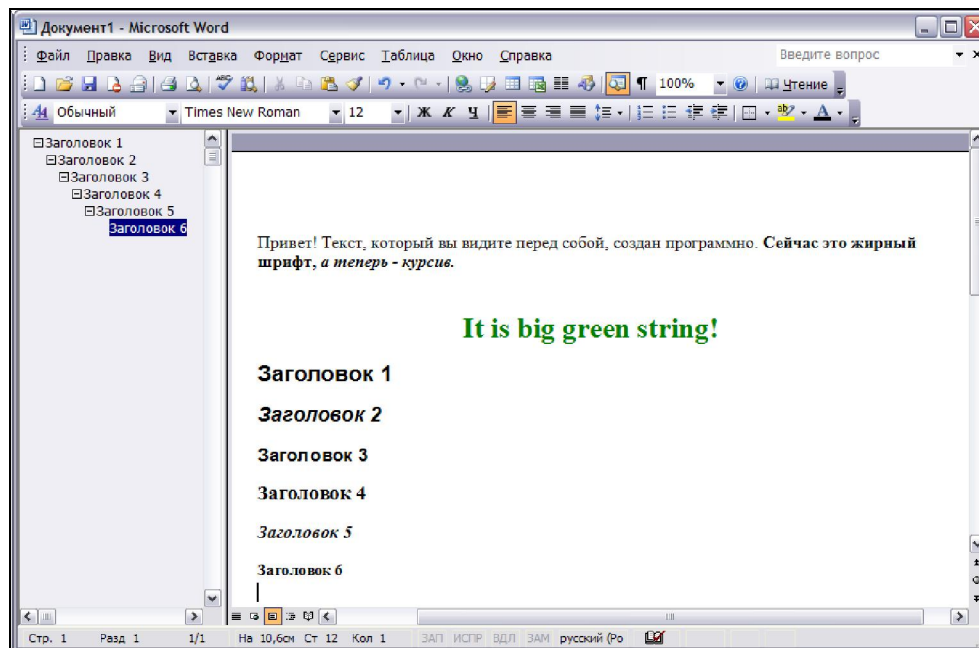 Документ1 - Microsoft Word
Файл Правка Вид Вставка Формат Сервис Таблица Окно Справка Введите вопрос
100% Чтение
Обычный Times New Roman 12 Ж К Ч
Заголовок 1
Заголовок 2
Заголовок 3
Заголовок 4
Заголовок 5
Заголовок 6
Привет! Текст, который вы видите перед собой, создан программно. Сейчас это жирный
шрифт, а теперь - курсив.
It is big green string!
Заголовок 1
Заголовок 2
Заголовок 3
Заголовок 4
Заголовок 5
Заголовок 6
Стр. 1 Разд 1 1/1 На 10,6см Ст 12 Кол 1 ЗАП ИСПР ВДЛ ЗАМ русский (Ро